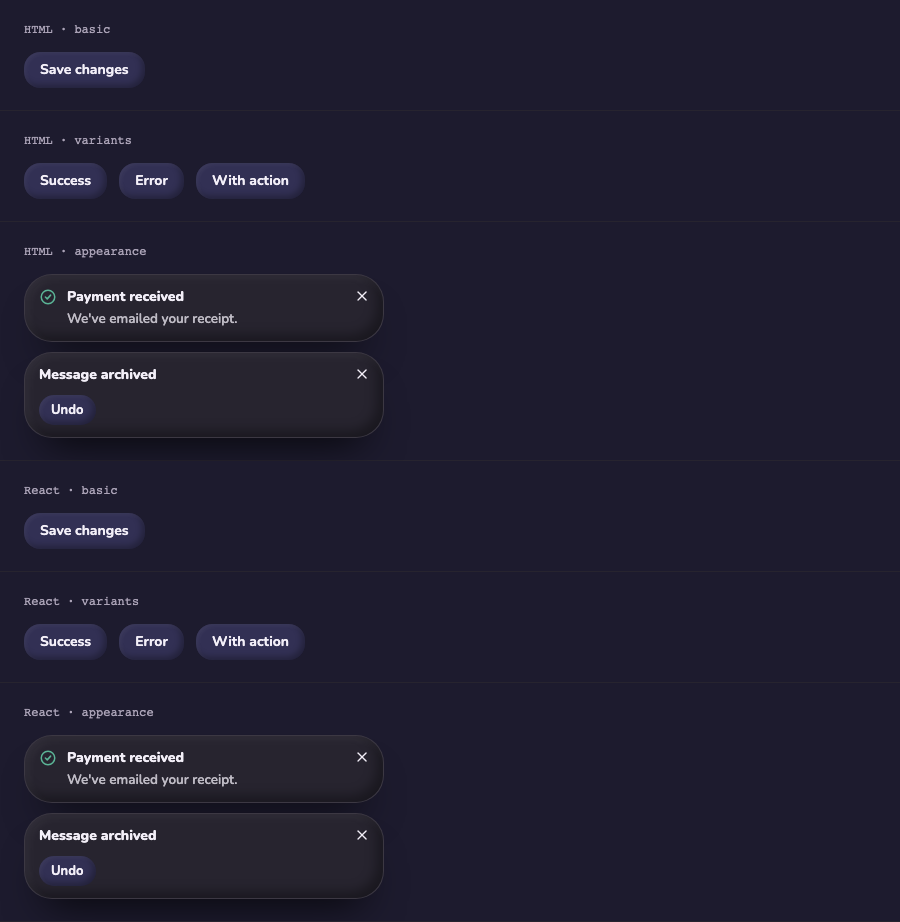 HTML · basic
Save changes
HTML · variants
Success Error With action
HTML · appearance
Payment received
We've emailed your receipt.
Message archived
Undo
React · basic
Save changes
React · variants
Success Error With action
React · appearance
Payment received
We've emailed your receipt.
Message archived
Undo